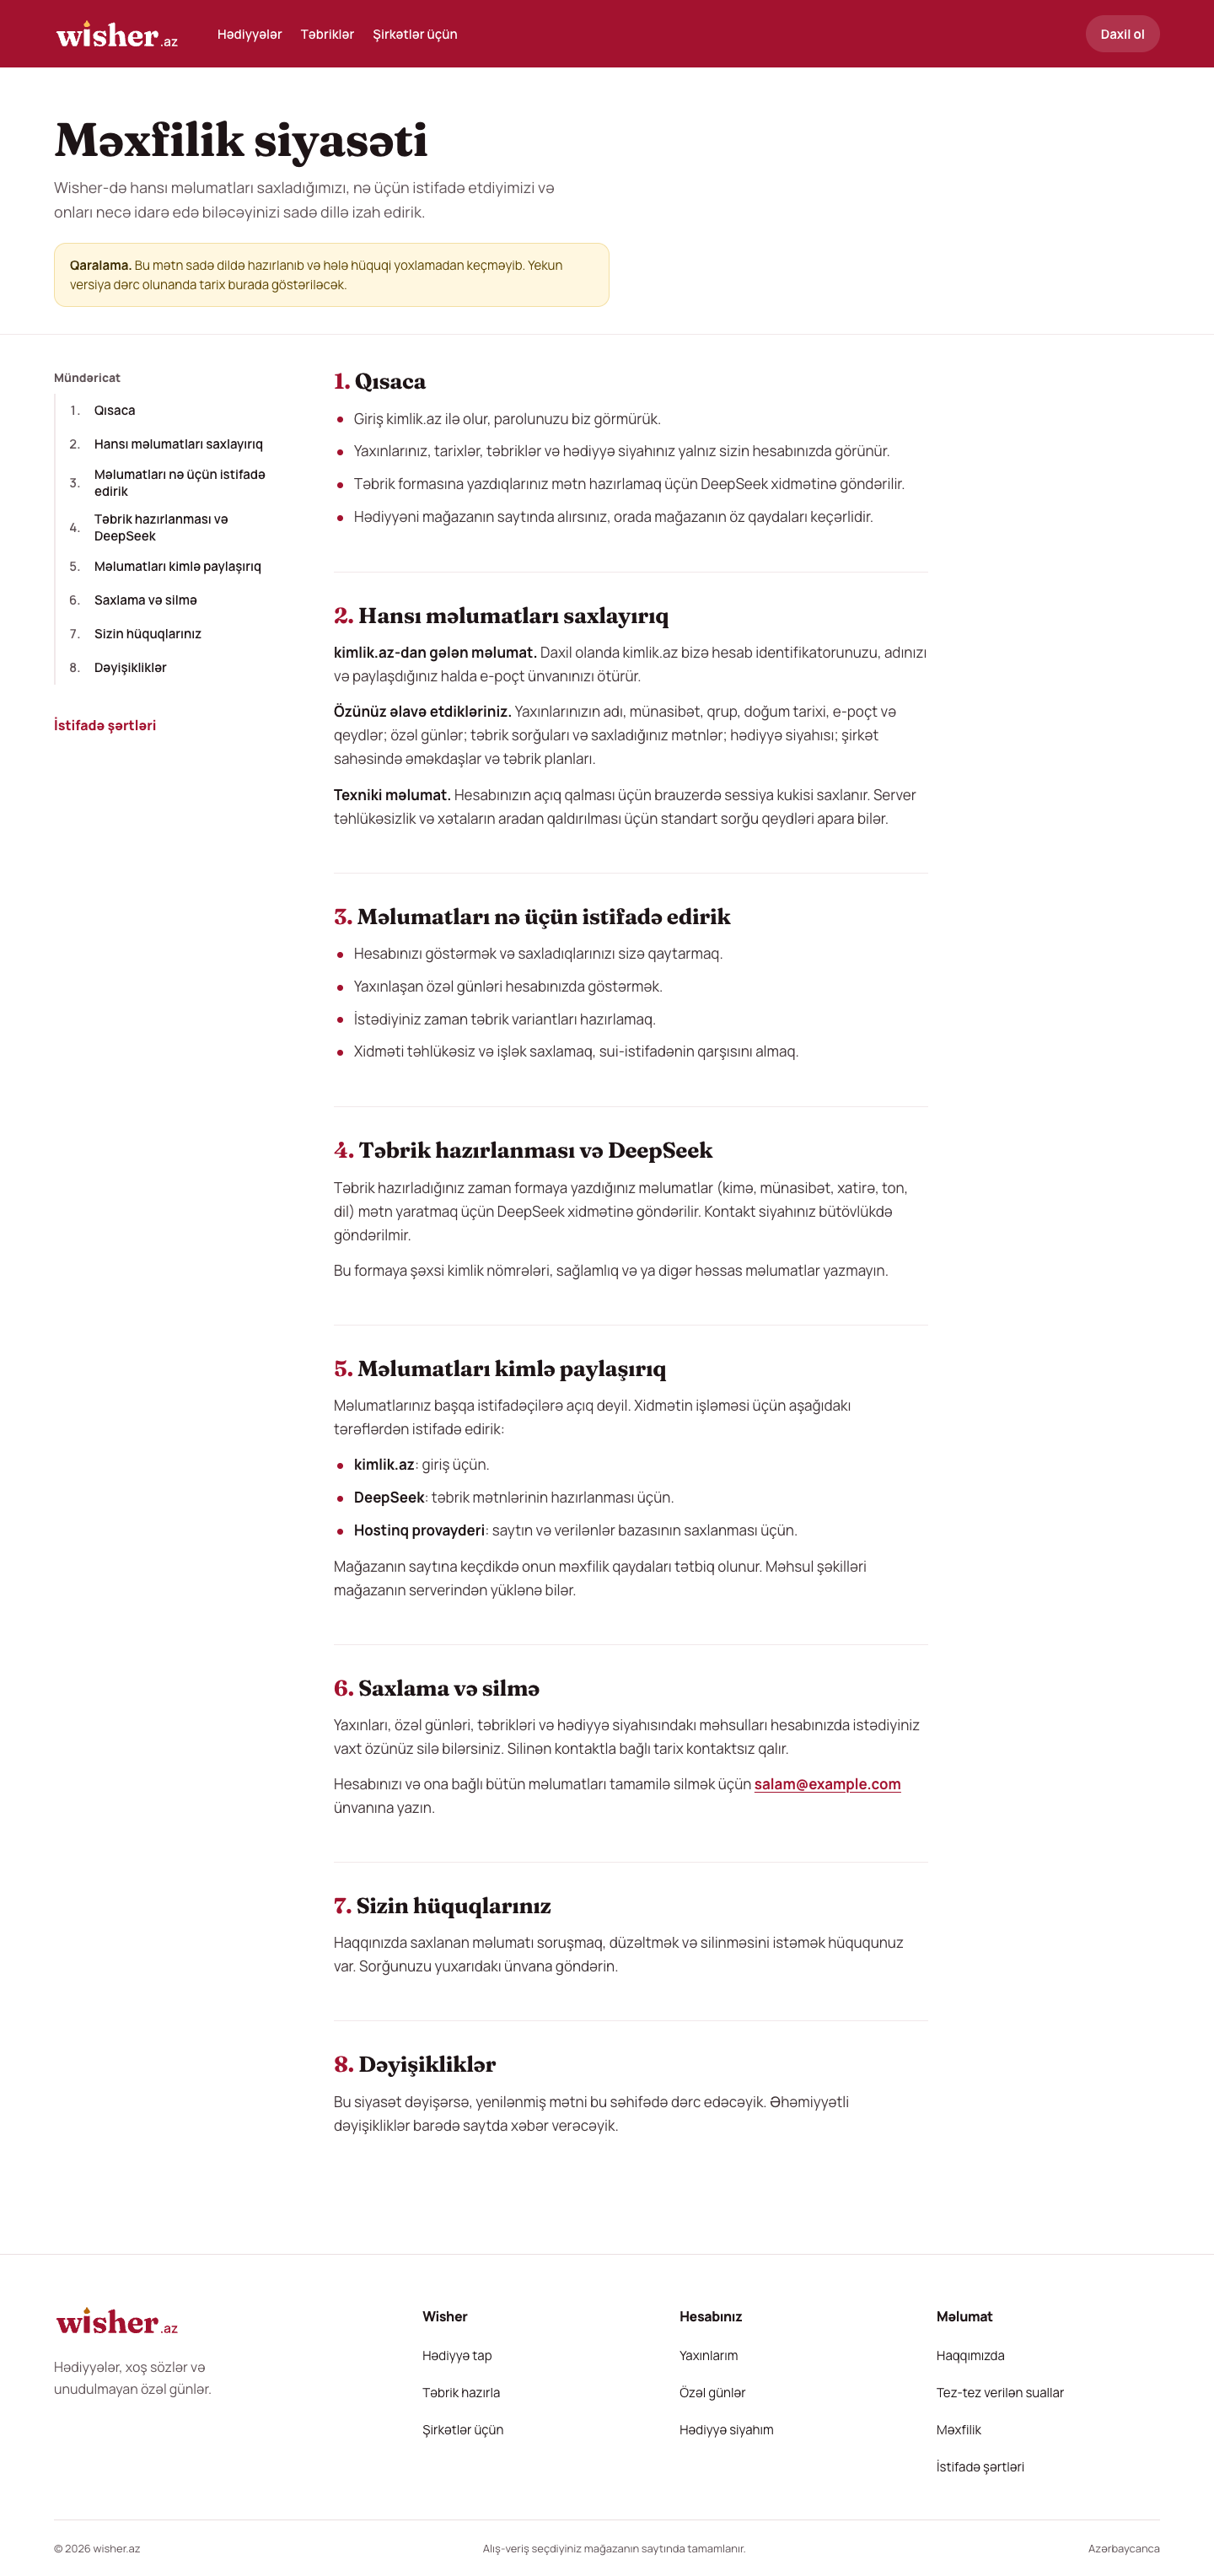 wisher.az
Hədiyyələr Təbriklər Şirkətlər üçün
Daxil ol
Məxfilik siyasəti
Wisher-də hansı məlumatları saxladığımızı, nə üçün istifadə etdiyimizi və
onları necə idarə edə biləcəyinizi sadə dillə izah edirik.
Qaralama. Bu mətn sadə dildə hazırlanıb və hələ hüquqi yoxlamadan keçməyib. Yekun
versiya dərc olunanda tarix burada göstəriləcək.
Mündəricat
1. Qısaca
2. Hansı məlumatları saxlayırıq
3. Məlumatları nə üçün istifadə
edirik
4. Təbrik hazırlanması və
DeepSeek
5. Məlumatları kimlə paylaşırıq
6. Saxlama və silmə
7. Sizin hüquqlarınız
8. Dəyişikliklər
İstifadə şərtləri
1. Qısaca
Giriş kimlik.az ilə olur, parolunuzu biz görmürük.
Yaxınlarınız, tarixlər, təbriklər və hədiyyə siyahınız yalnız sizin hesabınızda görünür.
Təbrik formasına yazdıqlarınız mətn hazırlamaq üçün DeepSeek xidmətinə göndərilir.
Hədiyyəni mağazanın saytında alırsınız, orada mağazanın öz qaydaları keçərlidir.
2. Hansı məlumatları saxlayırıq
kimlik.az-dan gələn məlumat. Daxil olanda kimlik.az bizə hesab identifikatorunuzu, adınızı
və paylaşdığınız halda e-poçt ünvanınızı ötürür.
Özünüz əlavə etdikləriniz. Yaxınlarınızın adı, münasibət, qrup, doğum tarixi, e-poçt və
qeydlər; özəl günlər; təbrik sorğuları və saxladığınız mətnlər; hədiyyə siyahısı; şirkət
sahəsində əməkdaşlar və təbrik planları.
Texniki məlumat. Hesabınızın açıq qalması üçün brauzerdə sessiya kukisi saxlanır. Server
təhlükəsizlik və xətaların aradan qaldırılması üçün standart sorğu qeydləri apara bilər.
3. Məlumatları nə üçün istifadə edirik
Hesabınızı göstərmək və saxladıqlarınızı sizə qaytarmaq.
Yaxınlaşan özəl günləri hesabınızda göstərmək.
İstədiyiniz zaman təbrik variantları hazırlamaq.
Xidməti təhlükəsiz və işlək saxlamaq, sui-istifadənin qarşısını almaq.
4. Təbrik hazırlanması və DeepSeek
Təbrik hazırladığınız zaman formaya yazdığınız məlumatlar (kimə, münasibət, xatirə, ton,
dil) mətn yaratmaq üçün DeepSeek xidmətinə göndərilir. Kontakt siyahınız bütövlükdə
göndərilmir.
Bu formaya şəxsi kimlik nömrələri, sağlamlıq və ya digər həssas məlumatlar yazmayın.
5. Məlumatları kimlə paylaşırıq
Məlumatlarınız başqa istifadəçilərə açıq deyil. Xidmətin işləməsi üçün aşağıdakı
tərəflərdən istifadə edirik:
kimlik.az: giriş üçün.
DeepSeek: təbrik mətnlərinin hazırlanması üçün.
Hostinq provayderi: saytın və verilənlər bazasının saxlanması üçün.
Mağazanın saytına keçdikdə onun məxfilik qaydaları tətbiq olunur. Məhsul şəkilləri
mağazanın serverindən yüklənə bilər.
6. Saxlama və silmə
Yaxınları, özəl günləri, təbrikləri və hədiyyə siyahısındakı məhsulları hesabınızda istədiyiniz
vaxt özünüz silə bilərsiniz. Silinən kontaktla bağlı tarix kontaktsız qalır.
Hesabınızı və ona bağlı bütün məlumatları tamamilə silmək üçün salam@example.com
ünvanına yazın.
7. Sizin hüquqlarınız
Haqqınızda saxlanan məlumatı soruşmaq, düzəltmək və silinməsini istəmək hüququnuz
var. Sorğunuzu yuxarıdakı ünvana göndərin.
8. Dəyişikliklər
Bu siyasət dəyişərsə, yenilənmiş mətni bu səhifədə dərc edəcəyik. Əhəmiyyətli
dəyişikliklər barədə saytda xəbər verəcəyik.
wisher.az
Hədiyyələr, xoş sözlər və
unudulmayan özəl günlər.
Wisher
Hədiyyə tap
Təbrik hazırla
Şirkətlər üçün
Hesabınız
Yaxınlarım
Özəl günlər
Hədiyyə siyahım
Məlumat
Haqqımızda
Tez-tez verilən suallar
Məxfilik
İstifadə şərtləri
© 2026 wisher.az
Alış-veriş seçdiyiniz mağazanın saytında tamamlanır.
Azərbaycanca